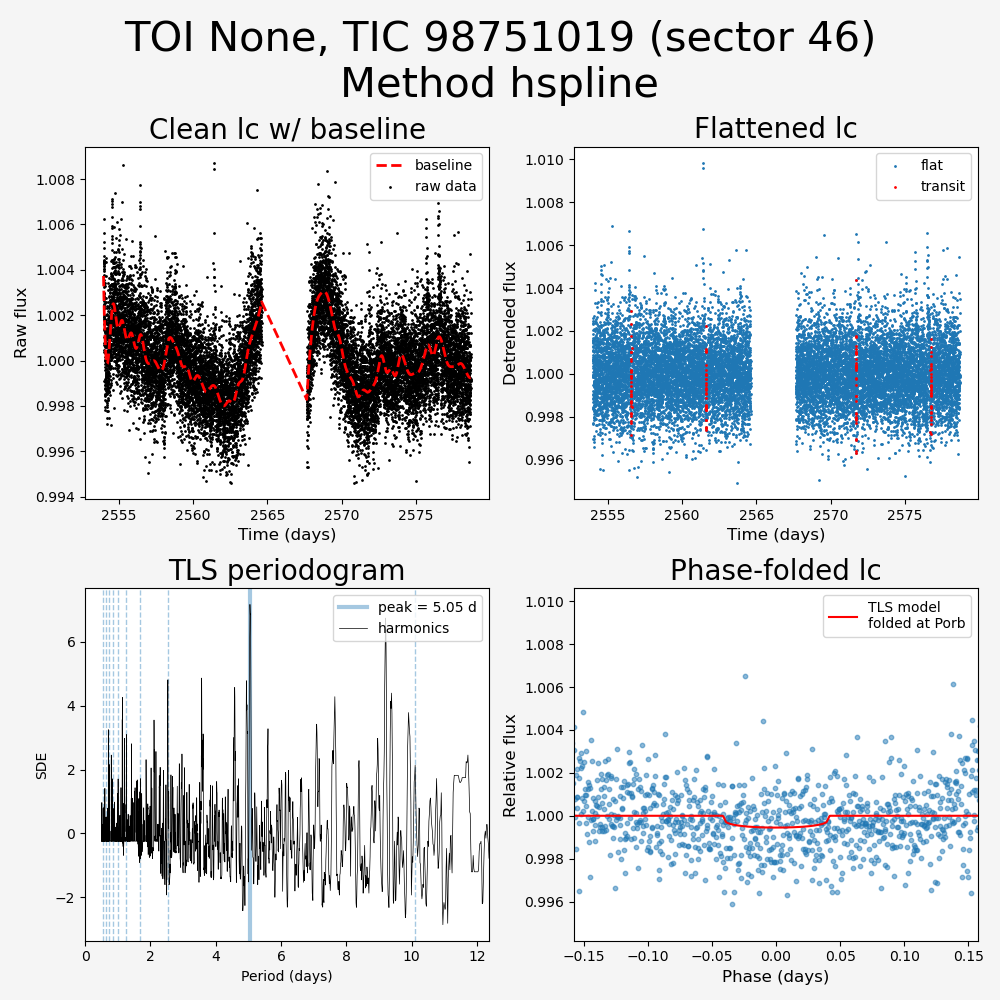 TOI None, TIC 98751019 (sector 46)
Method hspline
Clean lc w/ baseline
Raw flux
1.008
1.006
1.004
1.002
1.000
0.998
0.996
0.994
baseline
raw data
2555
2560
2565
2570
2575
Time (days)
Flattened lc
Detrended flux
1.010
1.008
1.006
1.004
1.002
1.000
0.998
0.996
flat
transit
2555
2560
2565
2570
2575
Time (days)
TLS periodogram
SDE
6
4
2
0
−2
peak = 5.05 d
harmonics
0
2
4
6
8
10
12
Period (days)
Phase-folded lc
Relative flux
1.010
1.008
1.006
1.004
1.002
1.000
0.998
0.996
TLS model
folded at Porb
−0.15
−0.10
−0.05
0.00
0.05
0.10
0.15
Phase (days)